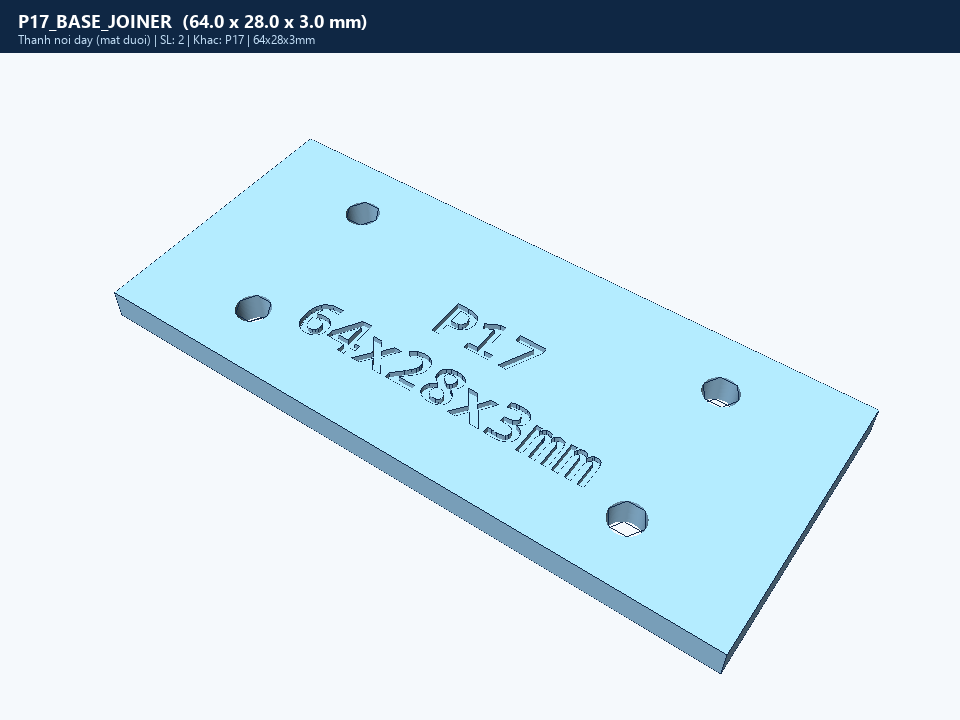 P17_BASE_JOINER (64.0 x 28.0 x 3.0 mm)
Thanh noi day (mat duoi) | SL: 2 | Khac: P17 | 64x28x3mm
P17
64x28x3mm